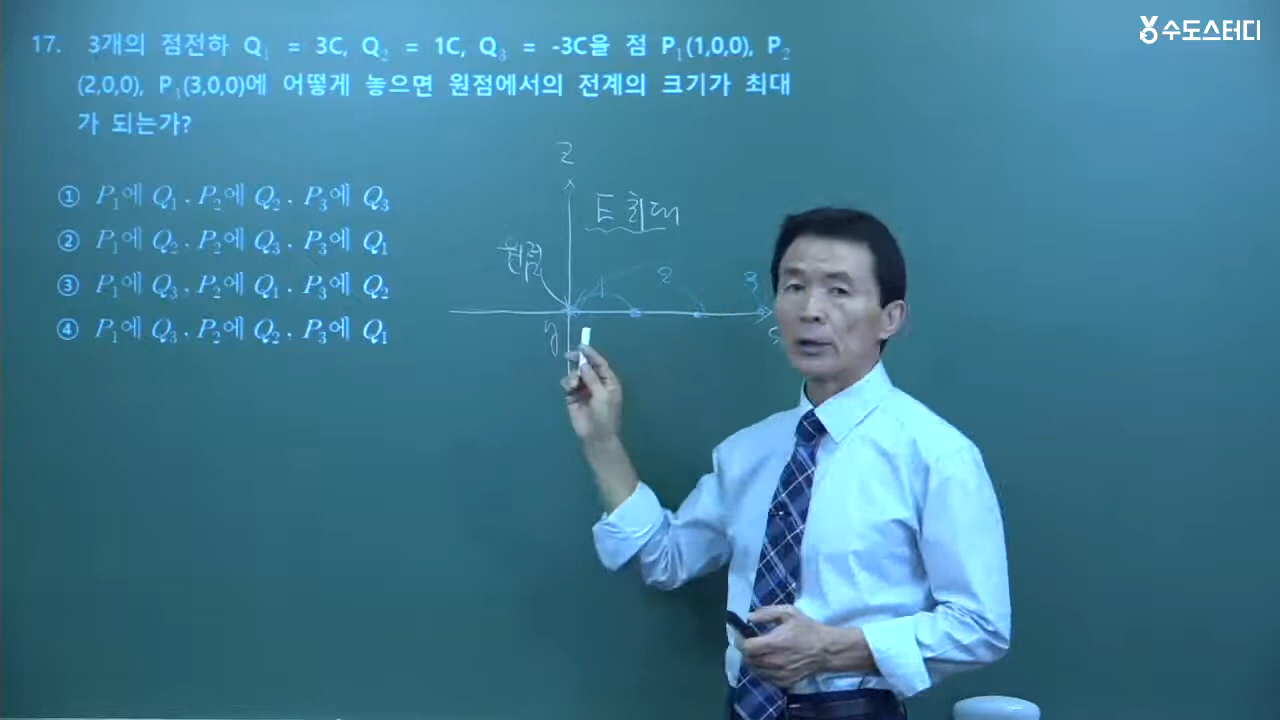 수도스터디
17. 3개의 점전하 Q₁ = 3C, Q₂ = 1C, Q₃ = -3C을 점 P₁(1,0,0), P₂
(2,0,0), P₃(3,0,0)에 어떻게 놓으면 원점에서의 전계의 크기가 최대
가 되는가?
① P₁에 Q₁, P₂에 Q₂, P₃에 Q₃
② P₁에 Q₂, P₂에 Q₃, P₃에 Q₁
③ P₁에 Q₃, P₂에 Q₁, P₃에 Q₂
④ P₁에 Q₃, P₂에 Q₂, P₃에 Q₁
Z
E 최대
원점
1 2 3
y